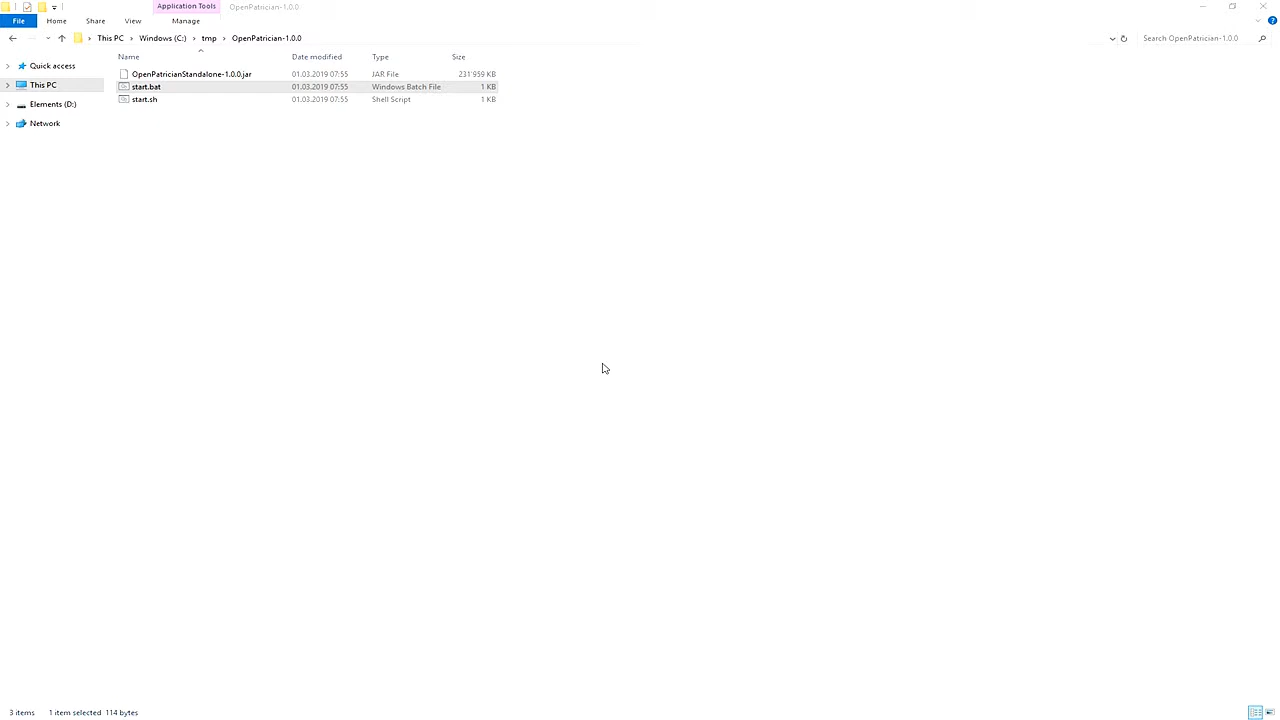 Application Tools
OpenPatrician-1.0.0
File Home Share View Manage
This PC Windows (C:) tmp OpenPatrician-1.0.0
Search OpenPatrician-1.0.0
Name Date modified Type Size
Quick access
This PC
Elements (D:)
Network
OpenPatricianStandalone-1.0.0.jar 01.03.2019 07:55 JAR File 231'959 KB
start.bat 01.03.2019 07:55 Windows Batch File 1 KB
start.sh 01.03.2019 07:55 Shell Script 1 KB
3 items 1 item selected 114 bytes